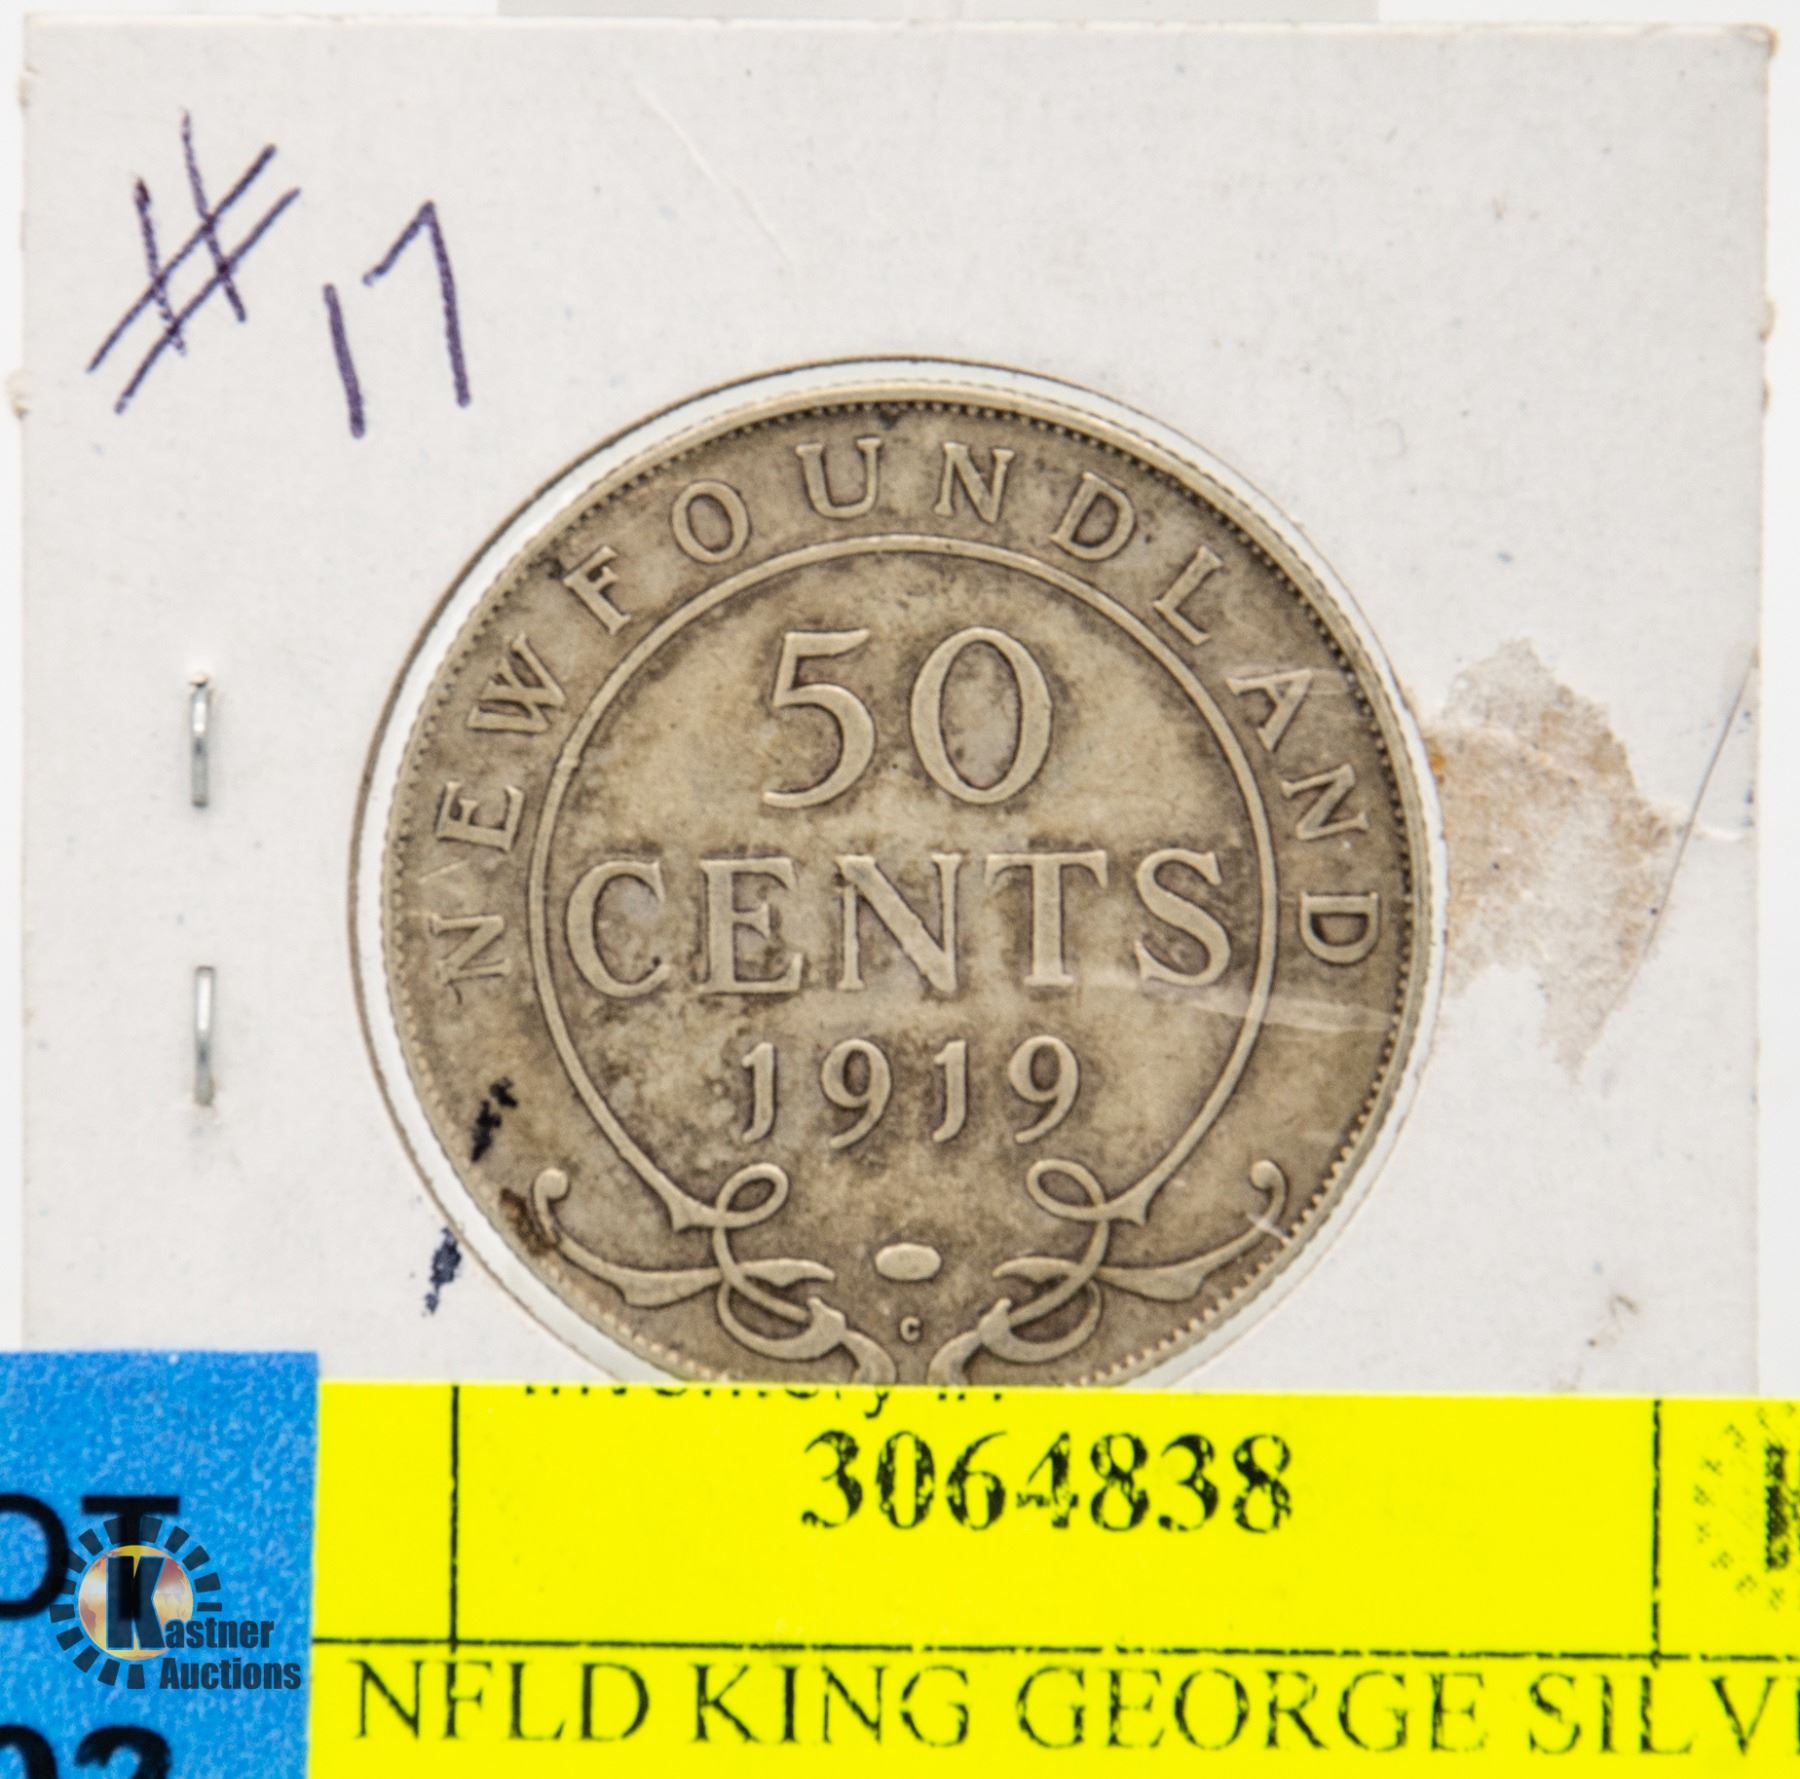 #17
NEWFOUNDLAND
50
CENTS
1919
C
3064838
Kastner
Auctions
NFLD KING GEORGE SILV